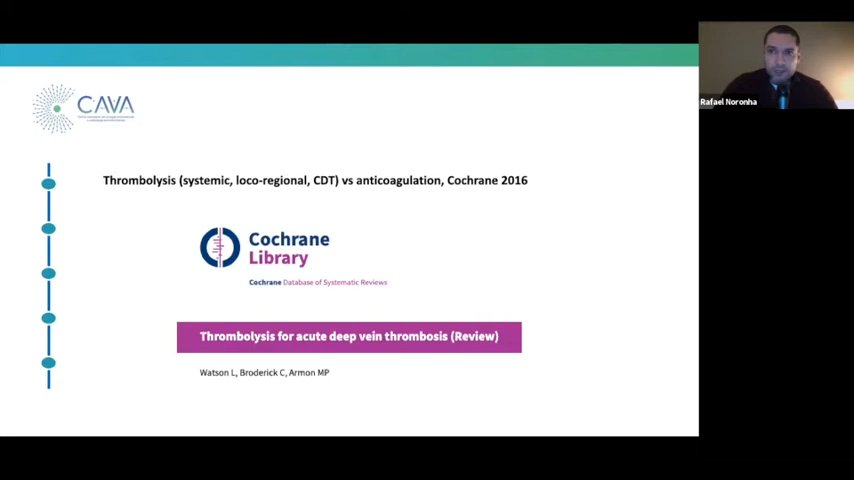 CAVA
Thrombolysis (systemic, loco-regional, CDT) vs anticoagulation, Cochrane 2016
Cochrane
Library
Cochrane Database of Systematic Reviews
Thrombolysis for acute deep vein thrombosis (Review)
Watson L, Broderick C, Armon MP
Rafael Noronha